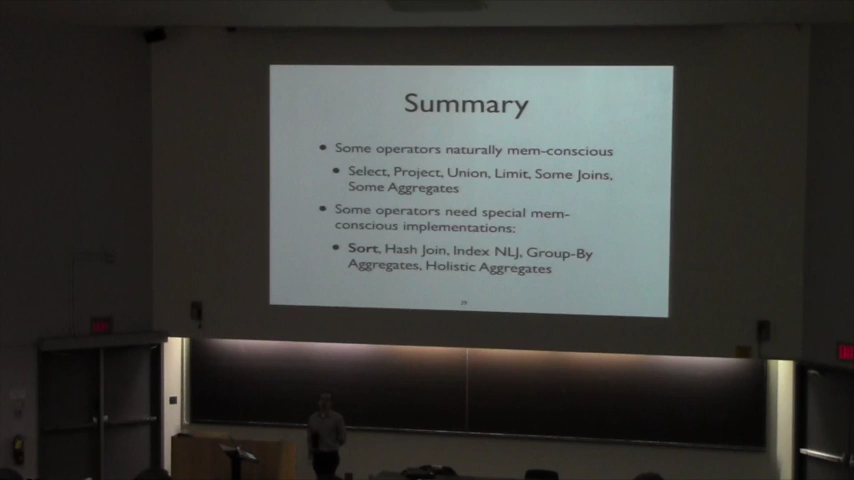 Summary
• Some operators naturally mem-conscious
• Select, Project, Union, Limit, Some Joins,
Some Aggregates
• Some operators need special mem-
conscious implementations:
• Sort, Hash Join, Index NLJ, Group-By
Aggregates, Holistic Aggregates